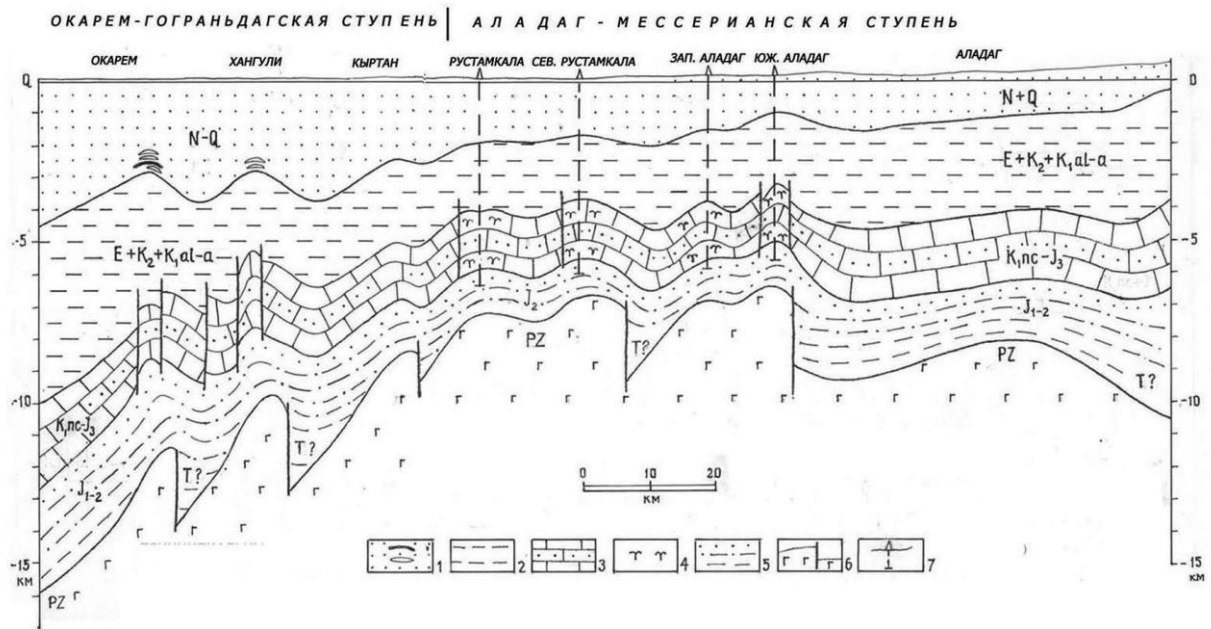 ОКАРЕМ-ГОГРАНЬДАГСКАЯ СТУПЕНЬ | АЛАДАГ-МЕССЕРИАНСКАЯ СТУПЕНЬ
ОКАРЕМ ХАНГУЛИ КЫРТАН РУСТАМКАЛА СЕВ. РУСТАМКАЛА ЗАП. АЛАДАГ ЮЖ. АЛАДАГ АЛАДАГ
0 0
N+Q
N-Q
E+K₂+K₁al-a
-5 -5
E+K₂+K₁al-a
K₁nc-J₃
J₂ J₁₋₂
PZ T? PZ
T?
-10 -10
K₁nc-J₃
T? T?
J₁₋₂
0 10 20
КМ
1 2 3 4 5 6 7
-15 -15
КМ КМ
PZ